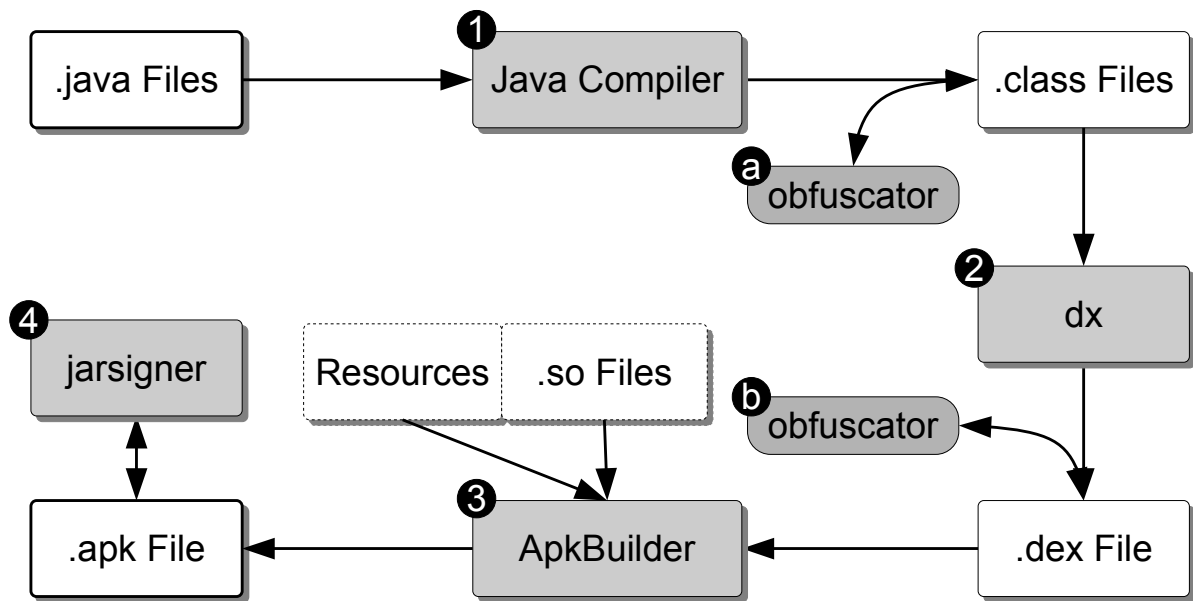 1
.java Files
Java Compiler
.class Files
a
obfuscator
2
dx
4
jarsigner
Resources
.so Files
b
obfuscator
3
.apk File
ApkBuilder
.dex File